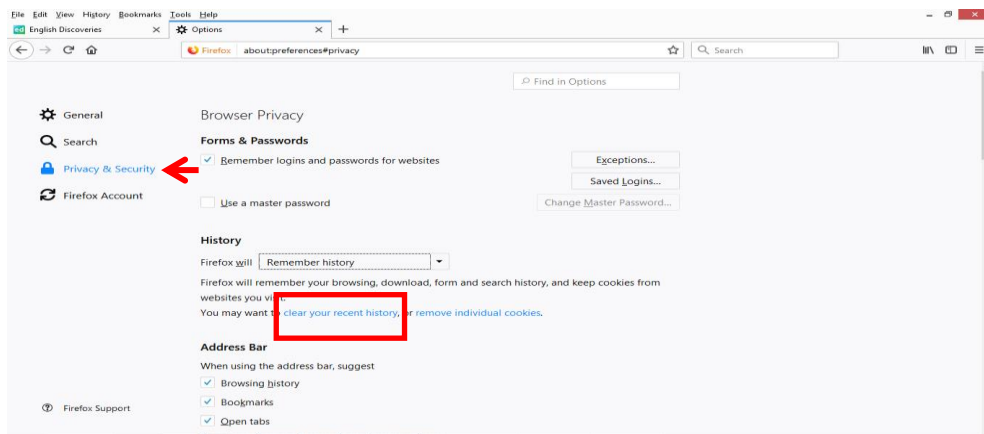 File Edit View History Bookmarks Tools Help
ed English Discoveries × Options × +
Firefox about:preferences#privacy Search
Find in Options
General
Search
Privacy & Security
Firefox Account
Browser Privacy
Forms & Passwords
Remember logins and passwords for websites Exceptions...
Saved Logins...
Use a master password Change Master Password...
History
Firefox will Remember history
Firefox will remember your browsing, download, form and search history, and keep cookies from
websites you visit.
You may want to clear your recent history, or remove individual cookies.
Address Bar
When using the address bar, suggest
Browsing history
Bookmarks
Open tabs
Firefox Support